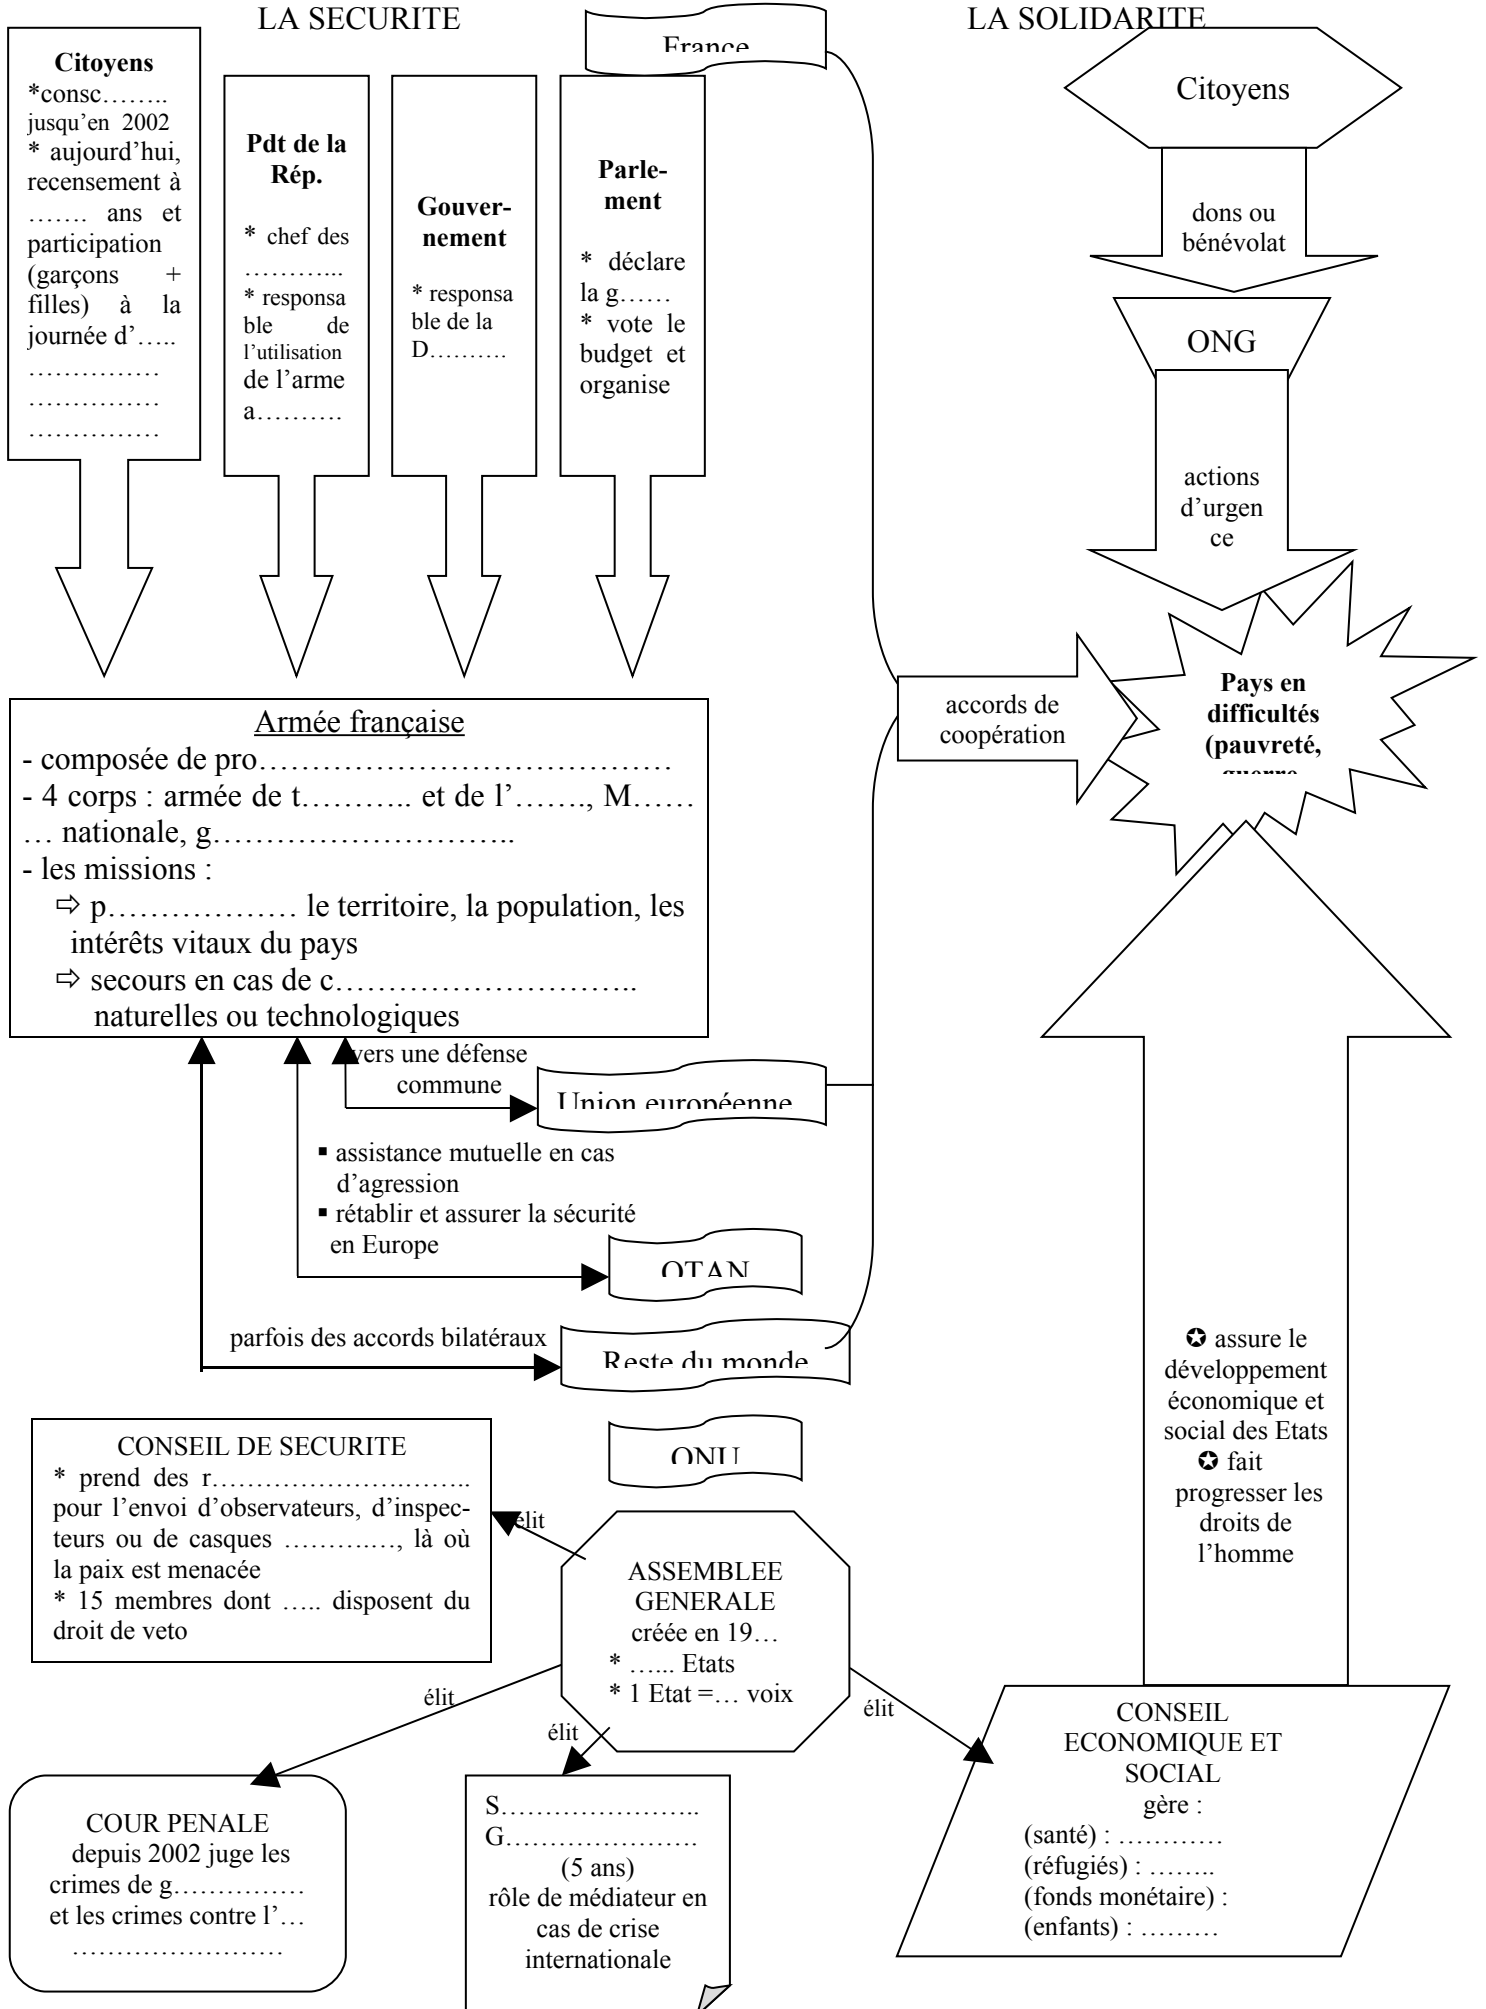 LA SECURITE
France
LA SOLIDARITE
Citoyens
*consc……..
jusqu’en 2002
* aujourd’hui,
recensement à
……. ans et
participation
(garçons +
filles) à la
journée d’…..
……………
……………
……………
Pdt de la
Rép.
* chef des
………...
* responsa
ble de
l’utilisation
de l’arme
a……….
Gouver-
nement
* responsa
ble de la
D……….
Parle-
ment
* déclare
la g……
* vote le
budget et
organise
Citoyens
dons ou
bénévolat
ONG
actions
d’urgen
ce
accords de
coopération
Pays en
difficultés
(pauvreté,
guerre
Armée française
- composée de pro…………………………………
- 4 corps : armée de t……….. et de l’……., M……
… nationale, g………………………..
- les missions :
⇨ p……………… le territoire, la population, les
intérêts vitaux du pays
⇨ secours en cas de c………………………..
naturelles ou technologiques
vers une défense
commune
Union européenne
▪ assistance mutuelle en cas
d’agression
▪ rétablir et assurer la sécurité
en Europe
OTAN
parfois des accords bilatéraux
Reste du monde
ONU
CONSEIL DE SECURITE
* prend des r…………………….……..
pour l’envoi d’observateurs, d’inspec-
teurs ou de casques ……….…, là où
la paix est menacée
* 15 membres dont ….. disposent du
droit de veto
élit
ASSEMBLEE
GENERALE
créée en 19…
* …... Etats
* 1 Etat =… voix
élit
élit
élit
✪ assure le
développement
économique et
social des Etats
✪ fait
progresser les
droits de
l’homme
COUR PENALE
depuis 2002 juge les
crimes de g……………
et les crimes contre l’…
……………………
S…………………..
G………………….
(5 ans)
rôle de médiateur en
cas de crise
internationale
CONSEIL
ECONOMIQUE ET
SOCIAL
gère :
(santé) : …………
(réfugiés) : ……..
(fonds monétaire) :
(enfants) : ………